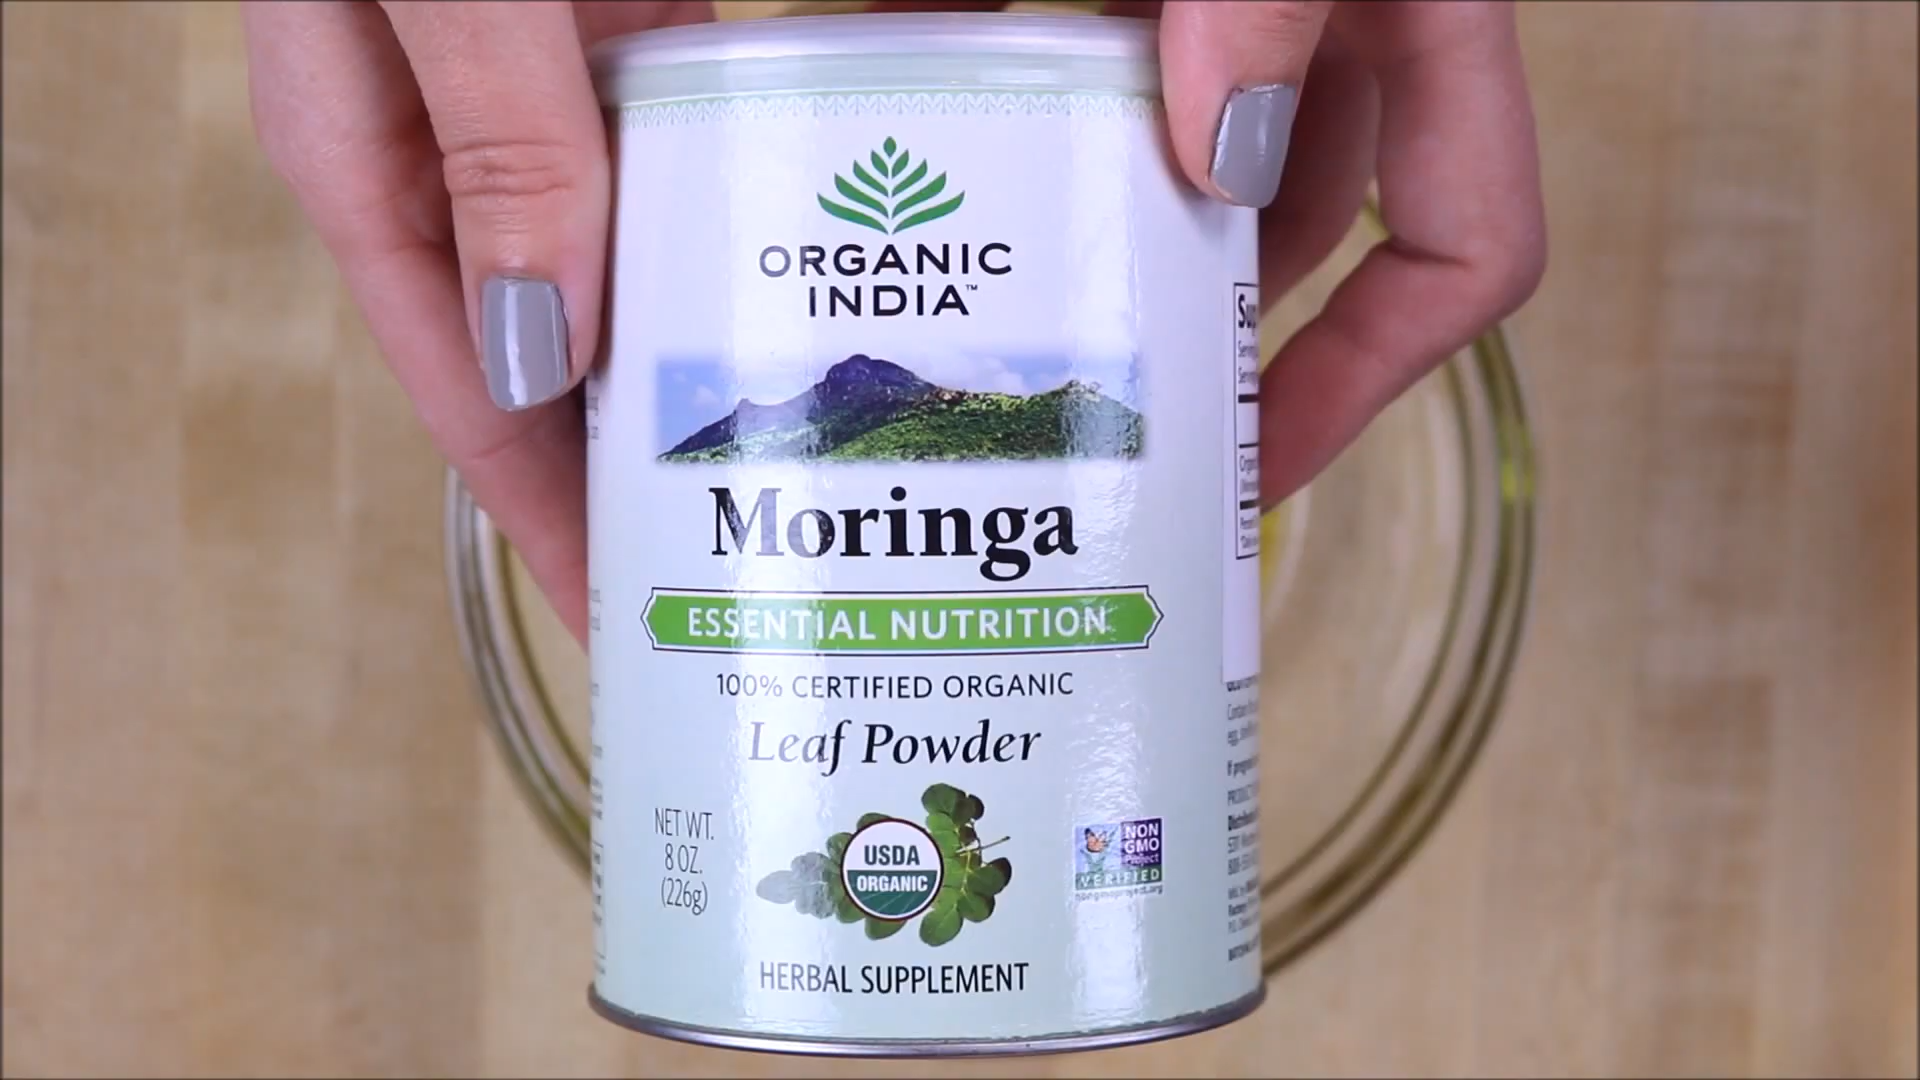 ORGANIC
INDIA™
Moringa
ESSENTIAL NUTRITION
100% CERTIFIED ORGANIC
Leaf Powder
NET WT.
8 OZ.
(226g)
USDA
ORGANIC
NON
GMO
Project
VERIFIED
nongmoproject.org
HERBAL SUPPLEMENT